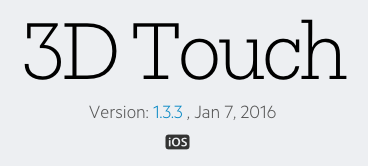 3D Touch
Version: 1.3.3 , Jan 7, 2016
iOS